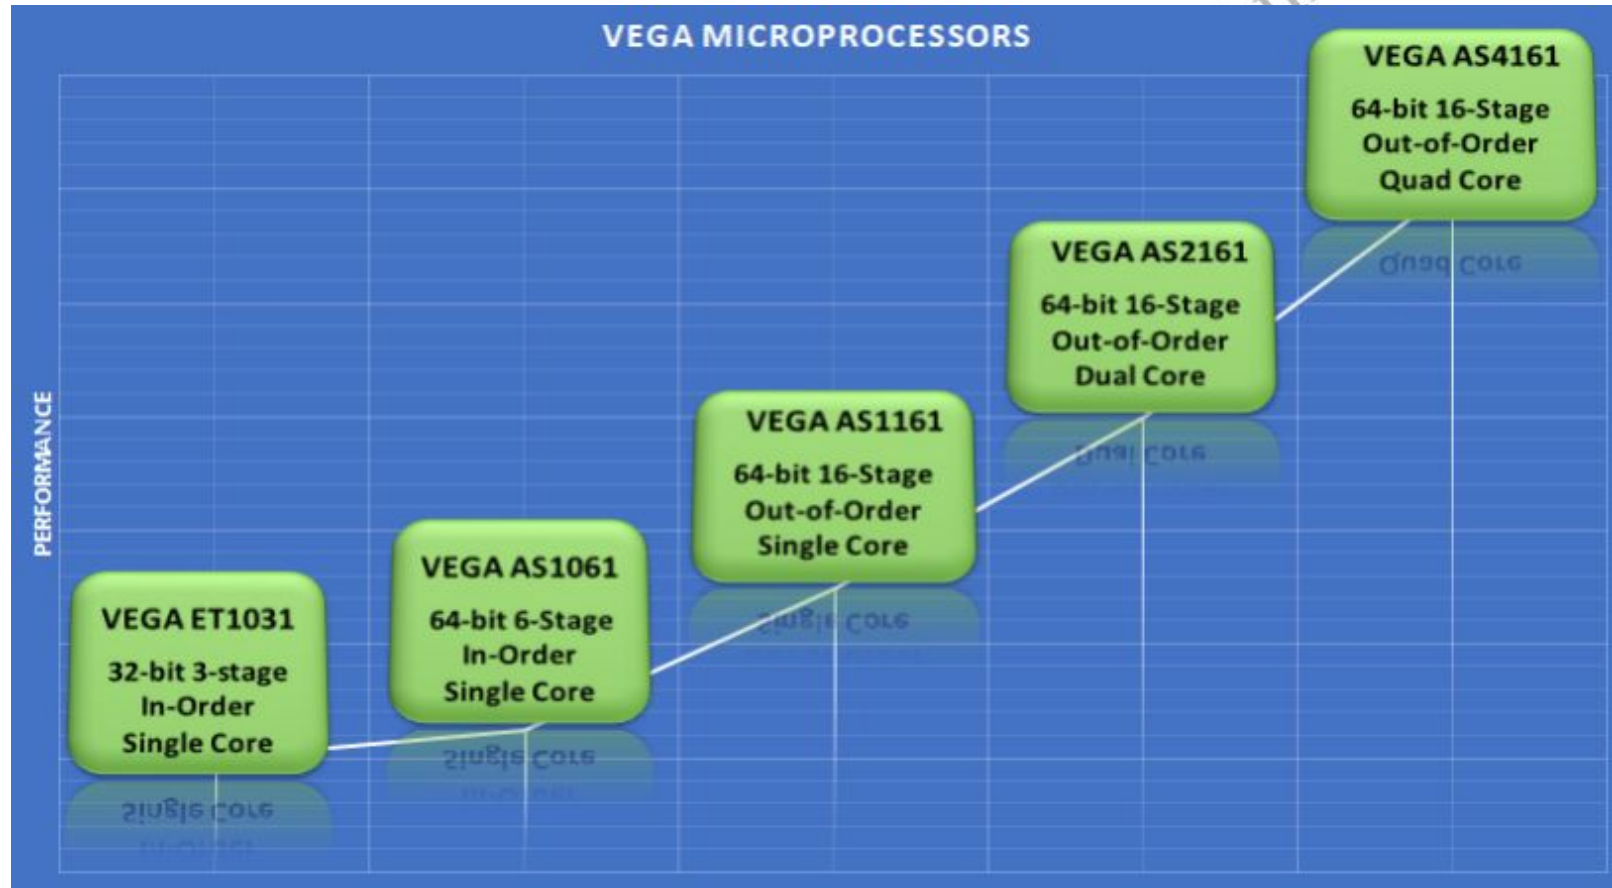 VEGA MICROPROCESSORS
PERFORMANCE
VEGA ET1031
32-bit 3-stage
In-Order
Single Core
VEGA AS1061
64-bit 6-Stage
In-Order
Single Core
VEGA AS1161
64-bit 16-Stage
Out-of-Order
Single Core
VEGA AS2161
64-bit 16-Stage
Out-of-Order
Dual Core
VEGA AS4161
64-bit 16-Stage
Out-of-Order
Quad Core